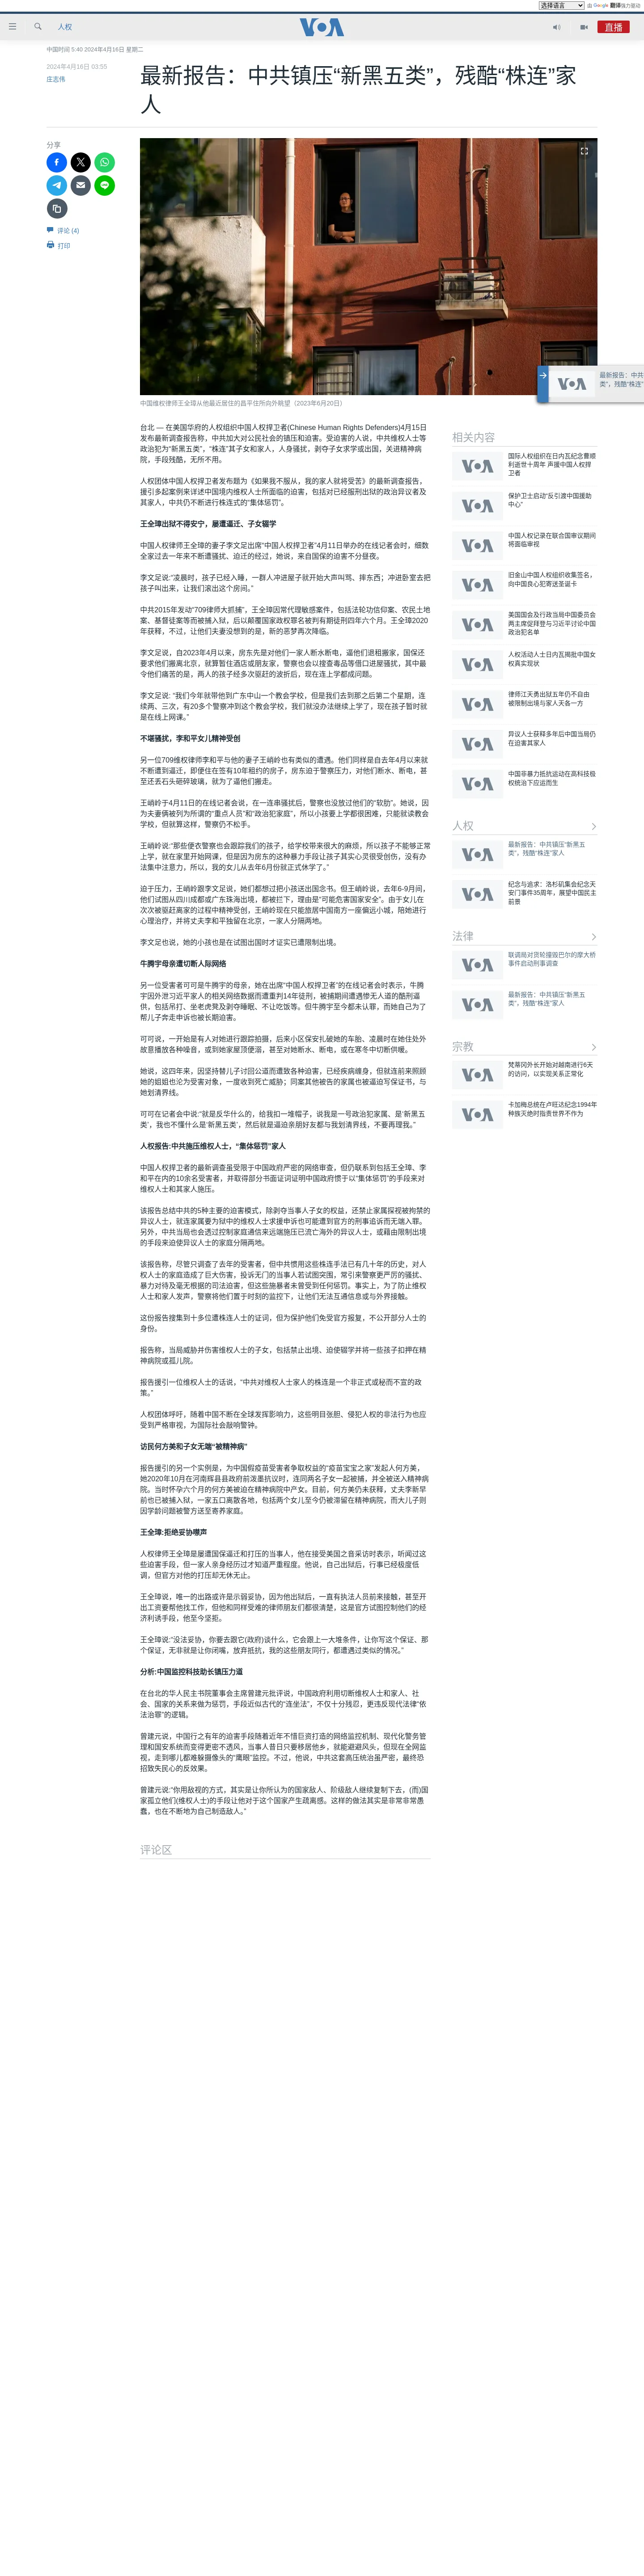 选择语言
由 Google 翻译强力驱动
人权
VOA
直播
中国时间 5:40 2024年4月16日 星期二
2024年4月16日 03:55
庄志伟
最新报告：中共镇压“新黑五类”，残酷“株连”家
人
分享
评论 (4)
打印
中国维权律师王全璋从他最近居住的昌平住所向外眺望（2023年6月20日）
最新报告：中共
类”，残酷“株连”
台北 — 在美国华府的人权组织中国人权捍卫者(Chinese Human Rights Defenders)4月15日
发布最新调查报告称，中共加大对公民社会的镇压和迫害。受迫害的人说，中共维权人士等
政治犯为“新黑五类”，“株连”其子女和家人，人身骚扰，剥夺子女求学或出国，关进精神病
院，手段残酷，无所不用。
人权团体中国人权捍卫者发布题为《如果我不服从，我的家人就将受苦》的最新调查报告，
援引多起案例来详述中国境内维权人士所面临的迫害，包括对已经服刑出狱的政治异议者及
其家人，中共仍不断进行株连式的“集体惩罚”。
王全璋出狱不得安宁，屡遭逼迁、子女辍学
中国人权律师王全璋的妻子李文足出席“中国人权捍卫者”4月11日举办的在线记者会时，细数
全家过去一年来不断遭骚扰、迫迁的经过，她说，来自国保的迫害不分昼夜。
李文足说:“凌晨时，孩子已经入睡，一群人冲进屋子就开始大声叫骂、摔东西；冲进卧室去把
孩子叫出来，让我们滚出这个房间。”
中共2015年发动“709律师大抓捕”，王全璋因常代理敏感案件，包括法轮功信仰案、农民土地
案、基督徒案等而被捕入狱，后以颠覆国家政权罪名被判有期徒刑四年六个月。王全璋2020
年获释，不过，让他们夫妻没想到的是，新的恶梦再次降临。
李文足说，自2023年4月以来，房东先是对他们一家人断水断电，逼他们退租搬家，国保还
要求他们搬离北京，就算暂住酒店或朋友家，警察也会以搜查毒品等借口进屋骚扰，其中最
令他们痛苦的是，两人的孩子经多次驱赶的波折后，现在连上学都成问题。
李文足说: “我们今年就带他到广东中山一个教会学校，但是我们去到那之后第二个星期，连
续两、三次，有20多个警察冲到这个教会学校，我们就没办法继续上学了，现在孩子暂时就
是在线上网课。”
不堪骚扰，李和平女儿精神受创
另一位709维权律师李和平与他的妻子王峭岭也有类似的遭遇。他们同样是自去年4月以来就
不断遭到逼迁，即便住在签有10年租约的房子，房东迫于警察压力，对他们断水、断电，甚
至还丢石头砸碎玻璃，就为了逼他们搬走。
王峭岭于4月11日的在线记者会说，在一连串骚扰后，警察也没放过他们的“软肋”。她说，因
为夫妻俩被列为所谓的“重点人员”和“政治犯家庭”，所以小孩要上学都很困难，只能就读教会
学校，但就算这样，警察仍不松手。
王峭岭说:“那些便衣警察也会跟踪我们的孩子，给学校带来很大的麻烦，所以孩子不能够正常
上学，就在家里开始网课，但是因为房东的这种暴力手段让孩子其实心灵很受创伤，没有办
法集中注意力，所以，我的女儿从去年6月份就正式休学了。”
迫于压力，王峭岭跟李文足说，她们都想过把小孩送出国念书。但王峭岭说，去年6-9月间，
他们试图从四川成都或广东珠海出境，都被拦下，理由是“可能危害国家安全”。由于女儿在
次次被驱赶离家的过程中精神受创，王峭岭现在只能旅居中国南方一座偏远小城，陪她进行
心理治疗，并将丈夫李和平独留在北京，一家人分隔两地。
李文足也说，她的小孩也是在试图出国时才证实已遭限制出境。
牛腾宇母亲遭切断人际网络
另一位受害者可可是牛腾宇的母亲，她在出席“中国人权捍卫者”的在线记者会时表示，牛腾
宇因外泄习近平家人的相关网络数据而遭重判14年徒刑，被捕期间遭遇惨无人道的酷刑逼
供，包括吊打、坐老虎凳及剥夺睡眠、不让吃饭等。但牛腾宇至今都未认罪，而她自己为了
帮儿子奔走申诉也被长期迫害。
可可说，一开始是有人对她进行跟踪拍摄，后来小区保安扎破她的车胎、凌晨时在她住处外
故意播放各种噪音，或到她家屋顶便溺，甚至对她断水、断电，或在寒冬中切断供暖。
她说，这四年来，因坚持替儿子讨回公道而遭致各种迫害，已经疾病缠身，但就连前来照顾
她的姐姐也沦为受害对象，一度收到死亡威胁；同案其他被告的家属也被逼迫写保证书，与
她划清界线。
可可在记者会中说:“就是反华什么的，给我扣一堆帽子，说我是一号政治犯家属、是‘新黑五
类’，我也不懂什么是‘新黑五类’，然后就是逼迫亲朋好友都与我划清界线，不要再理我。”
人权报告:中共施压维权人士，“集体惩罚”家人
中国人权捍卫者的最新调查虽受限于中国政府严密的网络审查，但仍联系到包括王全璋、李
和平在内的10余名受害者，并取得部分书面证词证明中国政府惯于以“集体惩罚”的手段来对
维权人士和其家人施压。
该报告总结中共的5种主要的迫害模式，除剥夺当事人子女的权益，还禁止家属探视被拘禁的
异议人士，就连家属要为狱中的维权人士求援申诉也可能遭到官方的刑事追诉而无端入罪。
另外，中共当局也会透过控制家庭通信来远端施压已流亡海外的异议人士，或藉由限制出境
的手段来迫使异议人士的家庭分隔两地。
该报告称，尽管只调查了去年的受害者，但中共惯用这些株连手法已有几十年的历史，对人
权人士的家庭造成了巨大伤害，投诉无门的当事人若试图突围，常引来警察更严厉的骚扰、
暴力对待及毫无根据的司法迫害，但这些施暴者未曾受到任何惩罚。事实上，为了防止维权
人士和家人发声，警察将他们置于时刻的监控下，让他们无法互通信息或与外界接触。
这份报告搜集到十多位遭株连人士的证词，但为保护他们免受官方报复，不公开部分人士的
身份。
报告称，当局威胁并伤害维权人士的子女，包括禁止出境、迫使辍学并将一些孩子扣押在精
神病院或孤儿院。
报告援引一位维权人士的话说，“中共对维权人士家人的株连是一个非正式或秘而不宣的政
策。”
人权团体呼吁，随着中国不断在全球发挥影响力，这些明目张胆、侵犯人权的非法行为也应
受到严格审视，为国际社会敲响警钟。
访民何方美和子女无端“被精神病”
报告援引的另一个实例是，为中国假疫苗受害者争取权益的“疫苗宝宝之家”发起人何方美，
她2020年10月在河南辉县县政府前泼墨抗议时，连同两名子女一起被捕，并全被送入精神病
院。当时怀孕六个月的何方美被迫在精神病院中产女。目前，何方美仍未获释，丈夫李新早
前也已被捕入狱，一家五口离散各地，包括两个女儿至今仍被滞留在精神病院，而大儿子则
因学龄问题被警方送至寄养家庭。
王全璋:拒绝妥协噤声
人权律师王全璋是屡遭国保逼迁和打压的当事人，他在接受美国之音采访时表示，听闻过这
些迫害手段，但一家人亲身经历过才知道严重程度。他说，自己出狱后，行事已经极度低
调，但官方对他的打压却无休无止。
王全璋说，唯一的出路或许是示弱妥协，因为他出狱后，一直有执法人员前来接触，甚至开
出工资要帮他找工作，但他和同样受难的律师朋友们都很清楚，这是官方试图控制他们的经
济利诱手段，他至今坚拒。
王全璋说:“没法妥协，你要去跟它(政府)谈什么，它会跟上一大堆条件，让你写这个保证、那
个保证，无非就是让你闭嘴，放弃抵抗，我的这些朋友同行，都遭遇过类似的情况。”
分析:中国监控科技助长镇压力道
在台北的华人民主书院董事会主席曾建元批评说，中国政府利用切断维权人士和家人、社
会、国家的关系来做为惩罚，手段近似古代的“连坐法”，不仅十分残忍，更违反现代法律“依
法治罪”的逻辑。
曾建元说，中国行之有年的迫害手段随着近年不惜巨资打造的网络监控机制、现代化警务管
理和国安系统而变得更密不透风，当事人昔日只要移居他乡，就能避避风头，但现在全网监
视，走到哪儿都难躲摄像头的“鹰眼”监控。不过，他说，中共这套高压统治虽严密，最终恐
招致失民心的反效果。
曾建元说:“你用敌视的方式，其实是让你所认为的国家敌人、阶级敌人继续复制下去，(而)国
家孤立他们(维权人士)的手段让他对于这个国家产生疏离感。这样的做法其实是非常非常愚
蠢，也在不断地为自己制造敌人。”
评论区
相关内容
国际人权组织在日内瓦纪念曹顺
利逝世十周年 声援中国人权捍
卫者
保护卫士启动“反引渡中国援助
中心”
中国人权记录在联合国审议期间
将面临审视
旧金山中国人权组织收集签名，
向中国良心犯寄送圣诞卡
美国国会及行政当局中国委员会
两主席促拜登与习近平讨论中国
政治犯名单
人权活动人士日内瓦揭批中国女
权真实现状
律师江天勇出狱五年仍不自由
被限制出境与家人天各一方
异议人士获释多年后中国当局仍
在迫害其家人
中国非暴力抵抗运动在高科技极
权统治下应运而生
人权
最新报告：中共镇压“新黑五
类”，残酷“株连”家人
纪念与追求：洛杉矶集会纪念天
安门事件35周年，展望中国民主
前景
法律
联调局对货轮撞毁巴尔的摩大桥
事件启动刑事调查
最新报告：中共镇压“新黑五
类”，残酷“株连”家人
宗教
梵蒂冈外长开始对越南进行6天
的访问，以实现关系正常化
卡加梅总统在卢旺达纪念1994年
种族灭绝时指责世界不作为